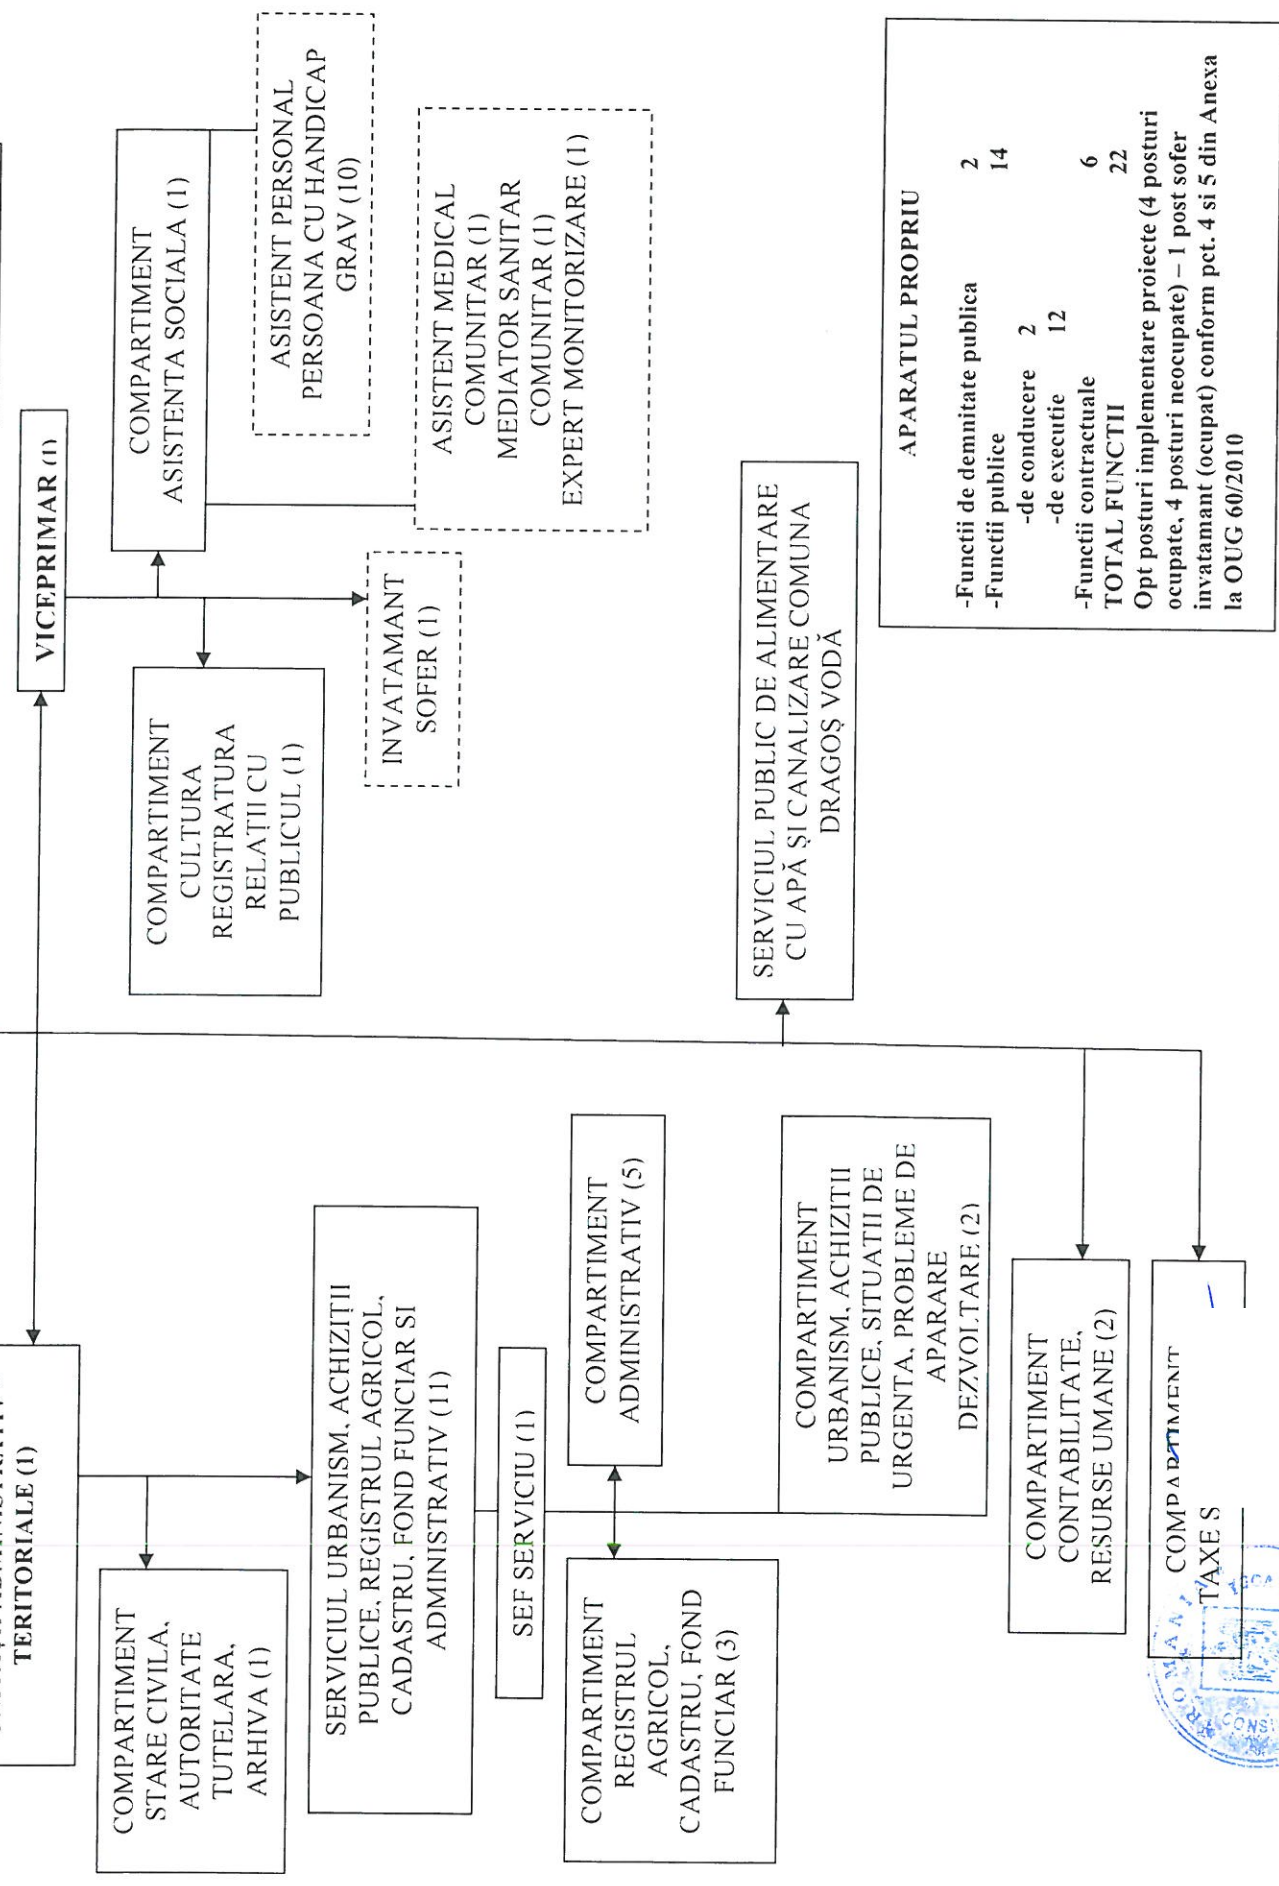 TERITORIALE (1)
VICEPRIMAR (1)
COMPARTIMENT
STARE CIVILA,
AUTORITATE
TUTELARA,
ARHIVA (1)
COMPARTIMENT
CULTURA
REGISTRATURA
RELAȚII CU
PUBLICUL (1)
COMPARTIMENT
ASISTENTA SOCIALA (1)
ASISTENT PERSONAL
PERSOANA CU HANDICAP
GRAV (10)
SERVICIUL URBANISM, ACHIZIȚII
PUBLICE, REGISTRUL AGRICOL,
CADASTRU, FOND FUNCIAR SI
ADMINISTRATIV (11)
INVATAMANT
SOFER (1)
ASISTENT MEDICAL
COMUNITAR (1)
MEDIATOR SANITAR
COMUNITAR (1)
EXPERT MONITORIZARE (1)
SEF SERVICIU (1)
COMPARTIMENT
REGISTRUL
AGRICOL,
CADASTRU, FOND
FUNCIAR (3)
COMPARTIMENT
ADMINISTRATIV (5)
COMPARTIMENT
URBANISM, ACHIZITII
PUBLICE, SITUATII DE
URGENTA, PROBLEME DE
APARARE
DEZVOLTARE (2)
SERVICIUL PUBLIC DE ALIMENTARE
CU APĂ ȘI CANALIZARE COMUNA
DRAGOȘ VODĂ
COMPARTIMENT
CONTABILITATE,
RESURSE UMANE (2)
COMPARTIMENT
TAXE S
APARATUL PROPRIU
-Functii de demnitate publica 2
-Functii publice 14
-de conducere 2
-de executie 12
-Functii contractuale 6
TOTAL FUNCTII 22
Opt posturi implementare proiecte (4 posturi
ocupate, 4 posturi neocupate) – 1 post sofer
invatamant (ocupat) conform pct. 4 si 5 din Anexa
la OUG 60/2010
ROMANI
CONSI